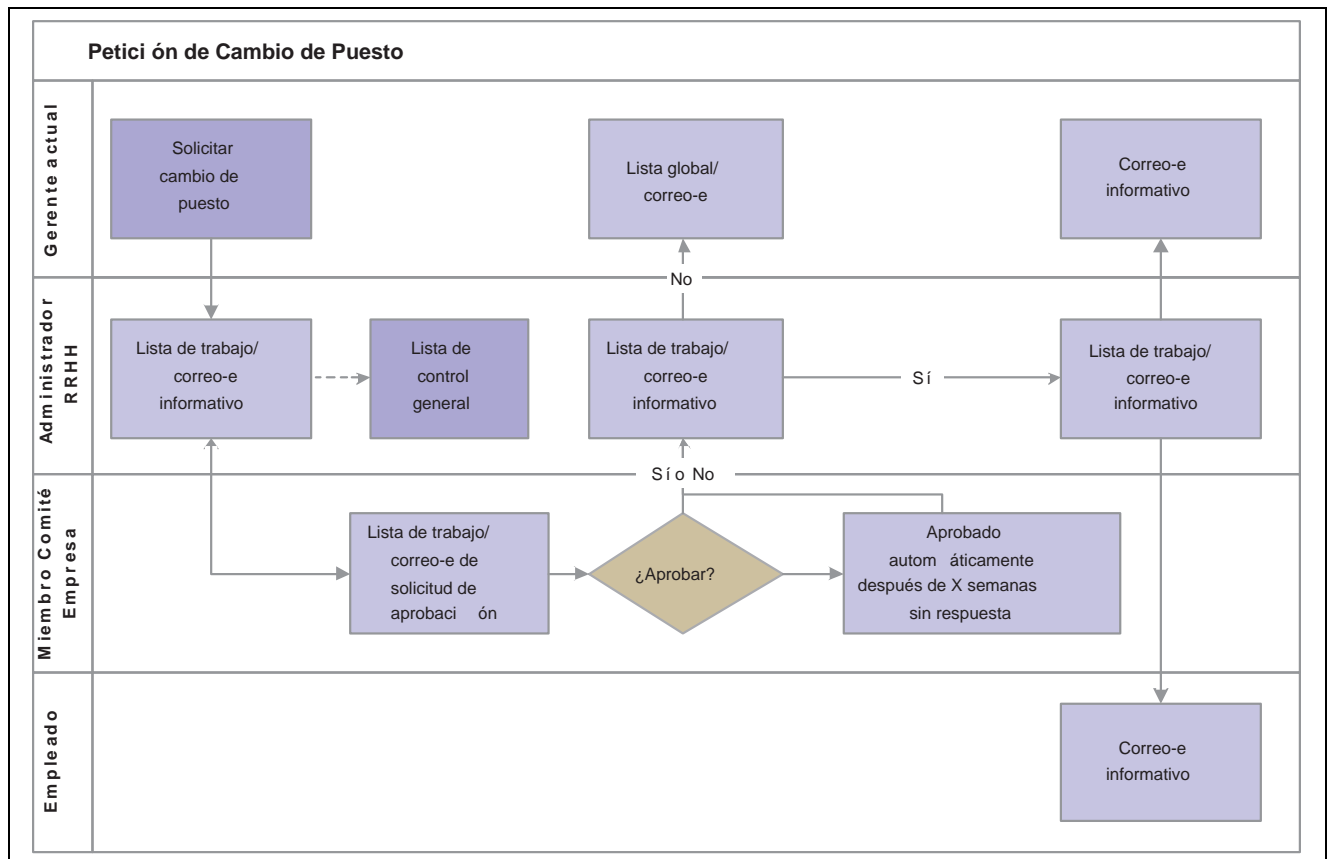 Petici ón de Cambio de Puesto
Gerente actual
Solicitar
cambio de
puesto
Lista global/
correo-e
Correo-e
informativo
No
Administrador
RRHH
Lista de trabajo/
correo-e
informativo
Lista de
control
general
Lista de trabajo/
correo-e
informativo
Sí
Lista de trabajo/
correo-e
informativo
Sí o No
Miembro Comité
Empresa
Lista de trabajo/
correo-e de
solicitud de
aprobaci ón
¿Aprobar?
Aprobado
autom áticamente
después de X semanas
sin respuesta
Empleado
Correo-e
informativo